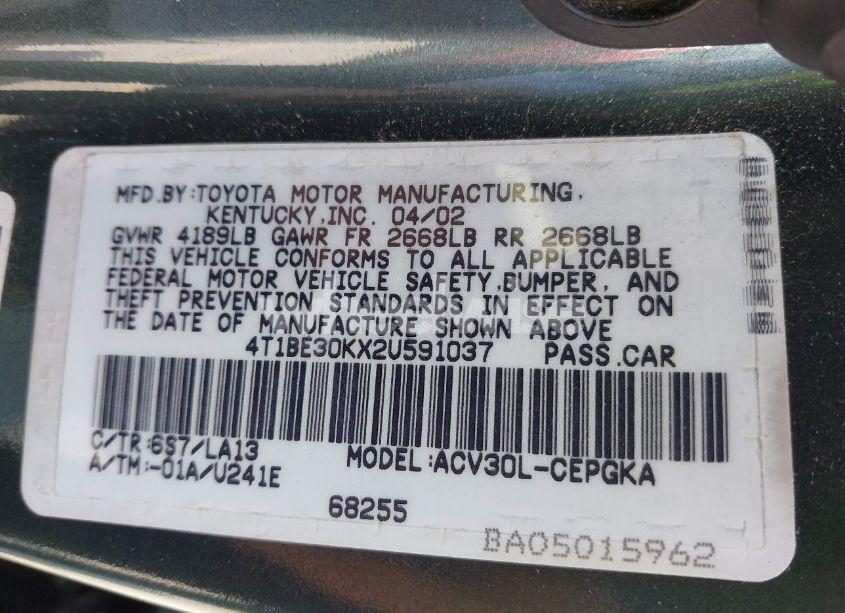 MFD.BY:TOYOTA MOTOR MANUFACTURING,
KENTUCKY,INC. 04/02
GVWR 4189LB GAWR FR 2668LB RR 2668LB
THIS VEHICLE CONFORMS TO ALL APPLICABLE
FEDERAL MOTOR VEHICLE SAFETY,BUMPER, AND
THEFT PREVENTION STANDARDS IN EFFECT ON
THE DATE OF MANUFACTURE SHOWN ABOVE
4T1BE30KX2U591037 PASS.CAR
C/TR:6S7/LA13
A/TM:-01A/U241E
MODEL:ACV30L-CEPGKA
68255
BA05015962